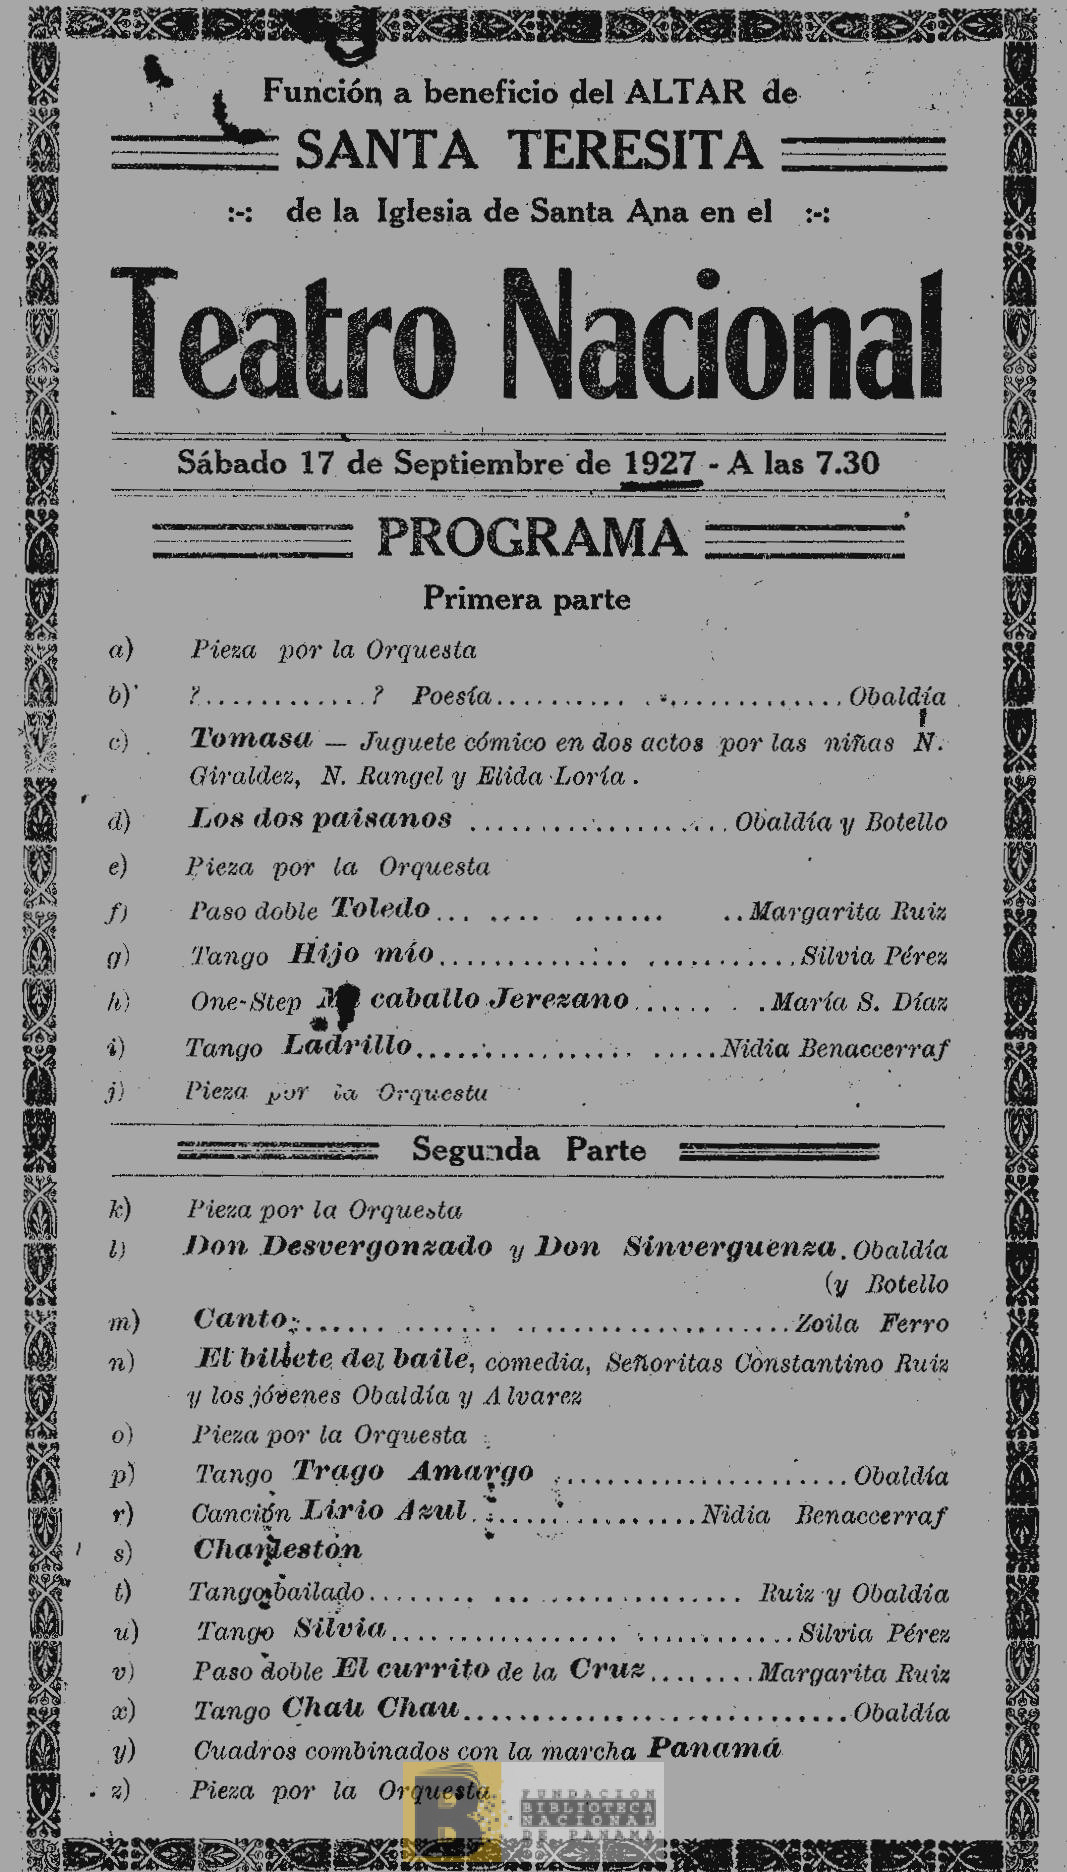 Función a beneficio del ALTAR de
SANTA TERESITA
:-: de la Iglesia de Santa Ana en el :-:
Teatro Nacional
Sábado 17 de Septiembre de 1927 - A las 7.30
PROGRAMA
Primera parte
a) Pieza por la Orquesta
b) ?............? Poesía.......... ............... Obaldía
c) Tomasa — Juguete cómico en dos actos por las niñas N.
Giraldez, N. Rangel y Elida Loría.
d) Los dos paisanos .................. Obaldía y Botello
e) Pieza por la Orquesta
f) Paso doble Toledo... .... ....... ..Margarita Ruiz
g) Tango Hijo mío............. ...........Silvia Pérez
h) One-Step caballo Jerezano...... . .María S. Díaz
i) Tango Ladrillo............... .....Nidia Benaccerraf
j) Pieza por la Orquesta
Segunda Parte
k) Pieza por la Orquesta
l) Don Desvergonzado y Don Sinverguenza. Obaldía
(y Botello
m) Canto....... ....... .....................Zoila Ferro
n) El billete del baile, comedia, Señoritas Constantino Ruiz
y los jóvenes Obaldía y Alvarez
o) Pieza por la Orquesta
p) Tango Trago Amargo ......................Obaldía
r) Canción Lirio Azul................Nidia Benaccerraf
s) Charleston
t) Tango bailado........ ... .................. Ruiz y Obaldía
u) Tango Silvia................. ............Silvia Pérez
v) Paso doble El currito de la Cruz........Margarita Ruiz
x) Tango Chau Chau.............................Obaldía
y) Cuadros combinados con la marcha Panamá
z) Pieza por la Orquesta.
B
FUNDACION
BIBLIOTECA
NACIONAL
DE PANAMA